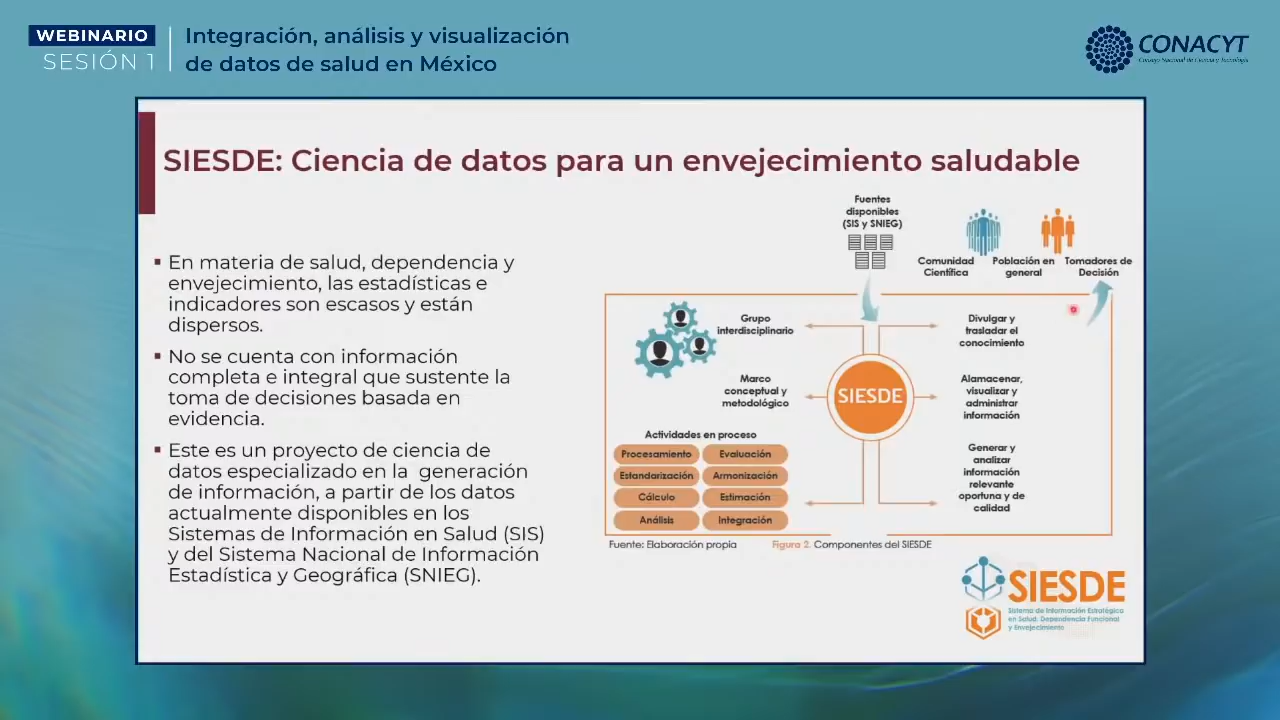 WEBINARIO
SESIÓN 1
Integración, análisis y visualización
de datos de salud en México
CONACYT
Consejo Nacional de Ciencia y Tecnología
SIESDE: Ciencia de datos para un envejecimiento saludable
▪ En materia de salud, dependencia y
envejecimiento, las estadísticas e
indicadores son escasos y están
dispersos.
▪ No se cuenta con información
completa e integral que sustente la
toma de decisiones basada en
evidencia.
▪ Este es un proyecto de ciencia de
datos especializado en la generación
de información, a partir de los datos
actualmente disponibles en los
Sistemas de Información en Salud (SIS)
y del Sistema Nacional de Información
Estadística y Geográfica (SNIEG).
Fuentes
disponibles
(SIS y SNIEG)
Comunidad
Científica
Población en
general
Tomadores de
Decisión
Grupo
interdisciplinario
Marco
conceptual y
metodológico
Actividades en proceso
Procesamiento
Evaluación
Estandarización
Armonización
Cálculo
Estimación
Análisis
Integración
SIESDE
Divulgar y
trasladar el
conocimiento
Alamacenar,
visualizar y
administrar
información
Generar y
analizar
información
relevante
oportuna y de
calidad
Fuente: Elaboración propia
Figura 2. Componentes del SIESDE
SIESDE
Sistema de Información Estratégico
en Salud, Dependencia Funcional
y Envejecimiento